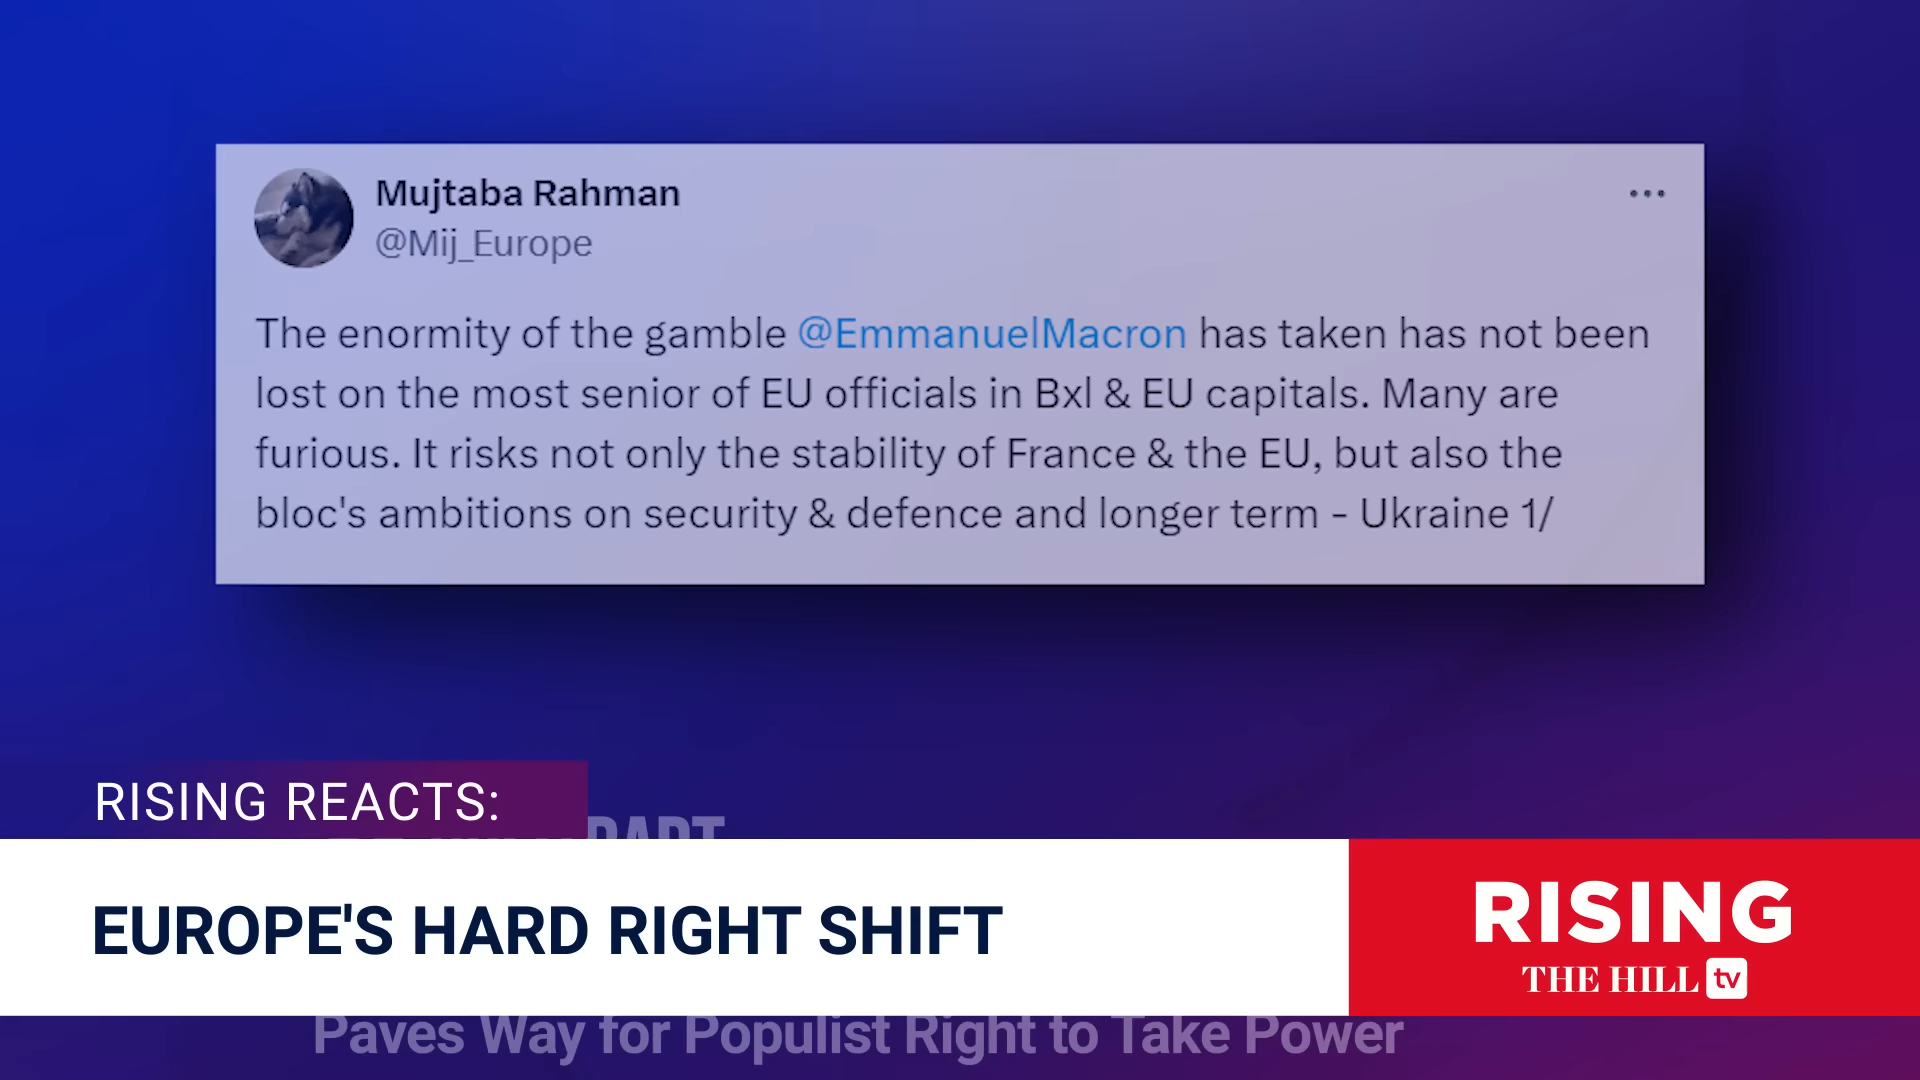 Mujtaba Rahman
@Mij_Europe
The enormity of the gamble @EmmanuelMacron has taken has not been
lost on the most senior of EU officials in Bxl & EU capitals. Many are
furious. It risks not only the stability of France & the EU, but also the
bloc's ambitions on security & defence and longer term - Ukraine 1/
RISING REACTS:
EUROPE'S HARD RIGHT SHIFT
RISING
THE HILL tv
Paves Way for Populist Right to Take Power